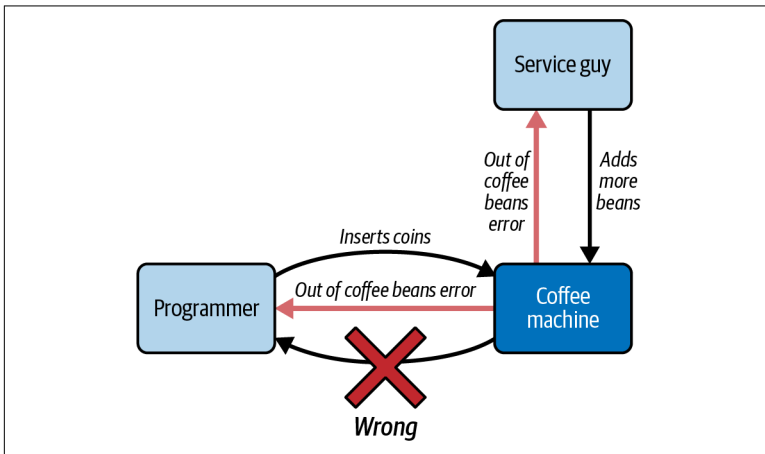 Service guy
Out of
coffee
beans
error
Adds
more
beans
Inserts coins
Out of coffee beans error
Programmer
Coffee
machine
Wrong